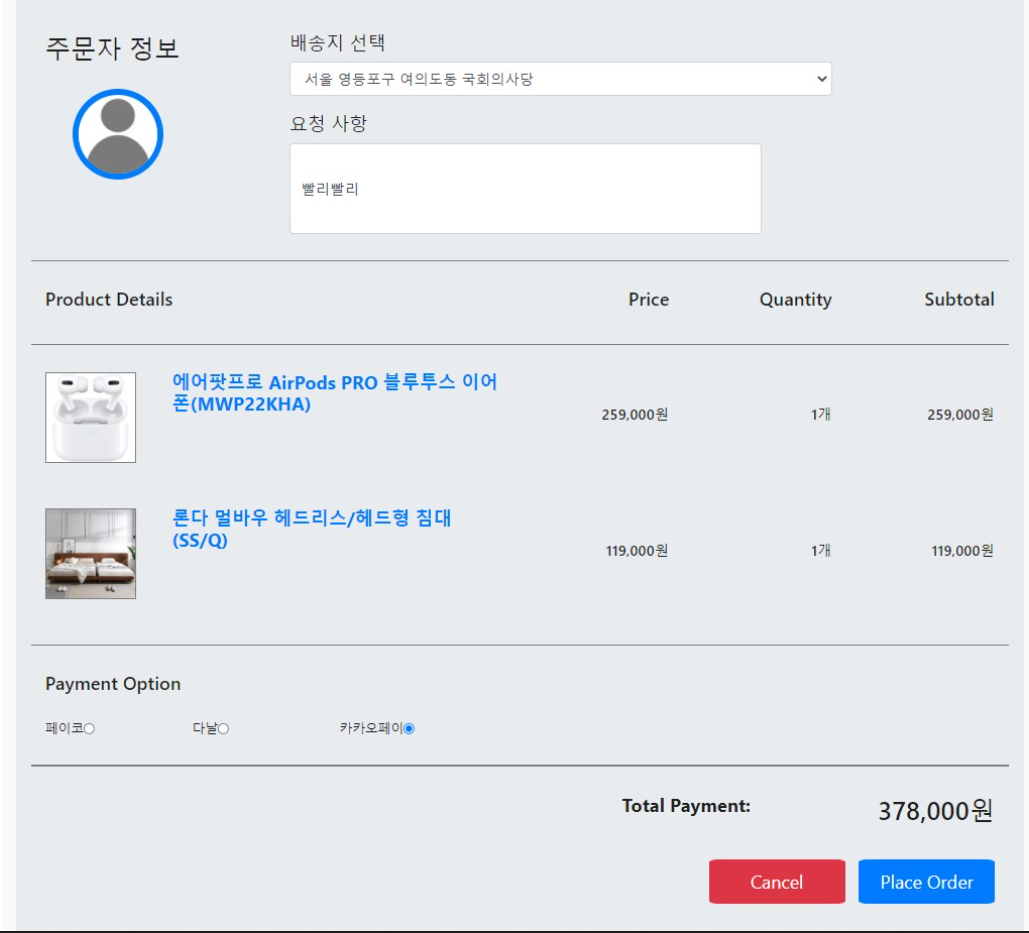 주문자 정보
배송지 선택
서울 영등포구 여의도동 국회의사당
요청 사항
빨리빨리
Product Details Price Quantity Subtotal
에어팟프로 AirPods PRO 블루투스 이어
폰(MWP22KHA)
259,000원 1개 259,000원
론다 멀바우 헤드리스/헤드형 침대
(SS/Q)
119,000원 1개 119,000원
Payment Option
페이코 다날 카카오페이
Total Payment: 378,000원
Cancel Place Order